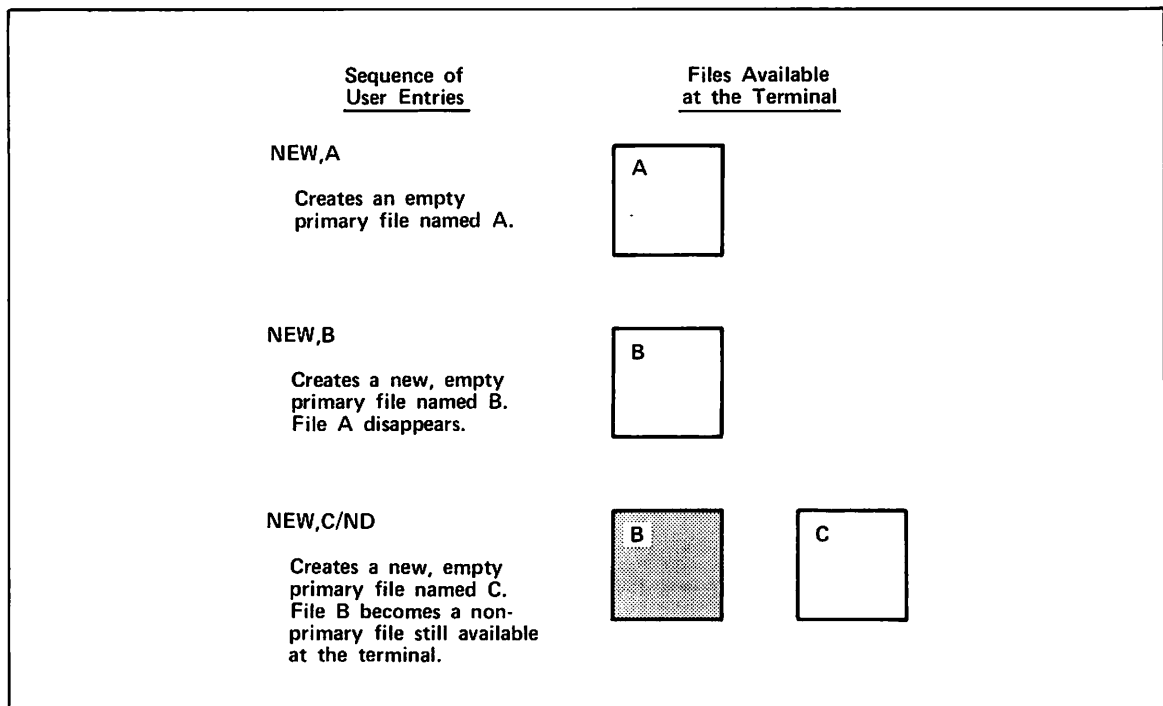 Sequence of
User Entries
Files Available
at the Terminal
NEW,A
Creates an empty
primary file named A.
A
NEW,B
Creates a new, empty
primary file named B.
File A disappears.
B
NEW,C/ND
Creates a new, empty
primary file named C.
File B becomes a non-
primary file still available
at the terminal.
B
C